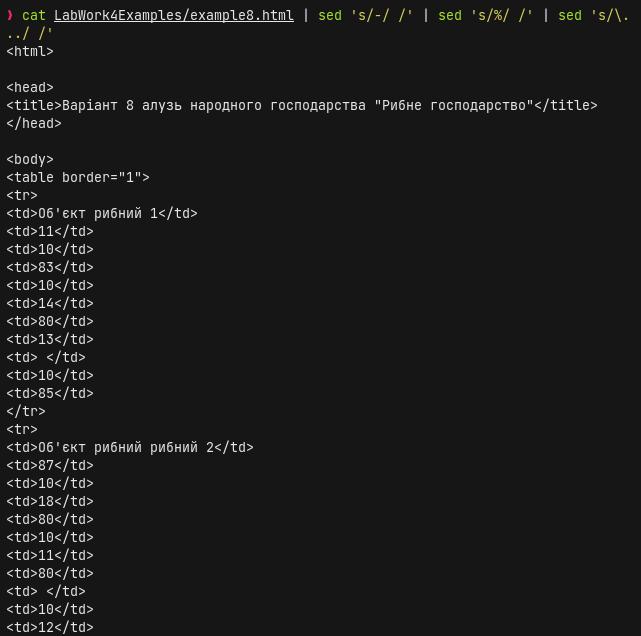 ❯ cat LabWork4Examples/example8.html | sed 's/-/ /' | sed 's/%/ /' | sed 's/\.
../ /'
<html>
<head>
<title>Варіант 8 алузь народного господарства "Рибне господарство"</title>
</head>
<body>
<table border="1">
<tr>
<td>Об'єкт рибний 1</td>
<td>11</td>
<td>10</td>
<td>83</td>
<td>10</td>
<td>14</td>
<td>80</td>
<td>13</td>
<td> </td>
<td>10</td>
<td>85</td>
</tr>
<tr>
<td>Об'єкт рибний рибний 2</td>
<td>87</td>
<td>10</td>
<td>18</td>
<td>80</td>
<td>10</td>
<td>11</td>
<td>80</td>
<td> </td>
<td>10</td>
<td>12</td>